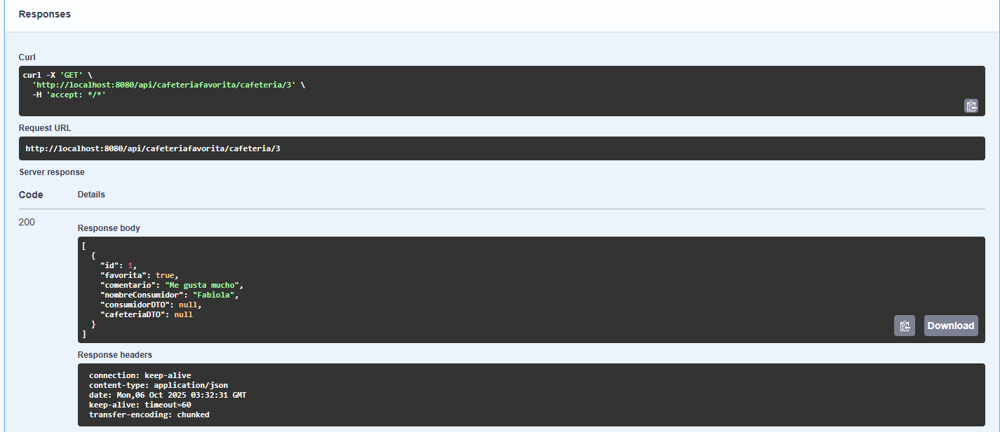 Responses
Curl
curl -X 'GET' \
'http://localhost:8080/api/cafeteriafavorita/cafeteria/3' \
-H 'accept: */*'
Request URL
http://localhost:8080/api/cafeteriafavorita/cafeteria/3
Server response
Code Details
200
Response body
[
{
"id": 1,
"favorita": true,
"comentario": "Me gusta mucho",
"nombreConsumidor": "Fabiola",
"consumidorDTO": null,
"cafeteriaDTO": null
}
]
Download
Response headers
connection: keep-alive
content-type: application/json
date: Mon,06 Oct 2025 03:32:31 GMT
keep-alive: timeout=60
transfer-encoding: chunked